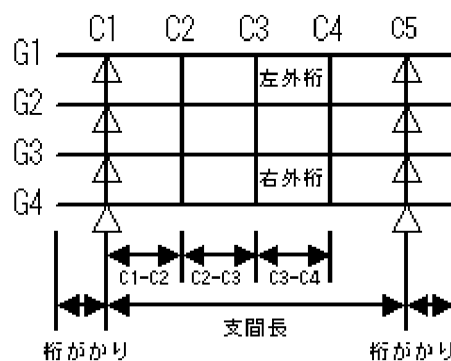 C1 C2 C3 C4 C5
G1
左外桁
G2
G3
右外桁
G4
C1-C2 C2-C3 C3-C4
支間長
桁がかり 桁がかり